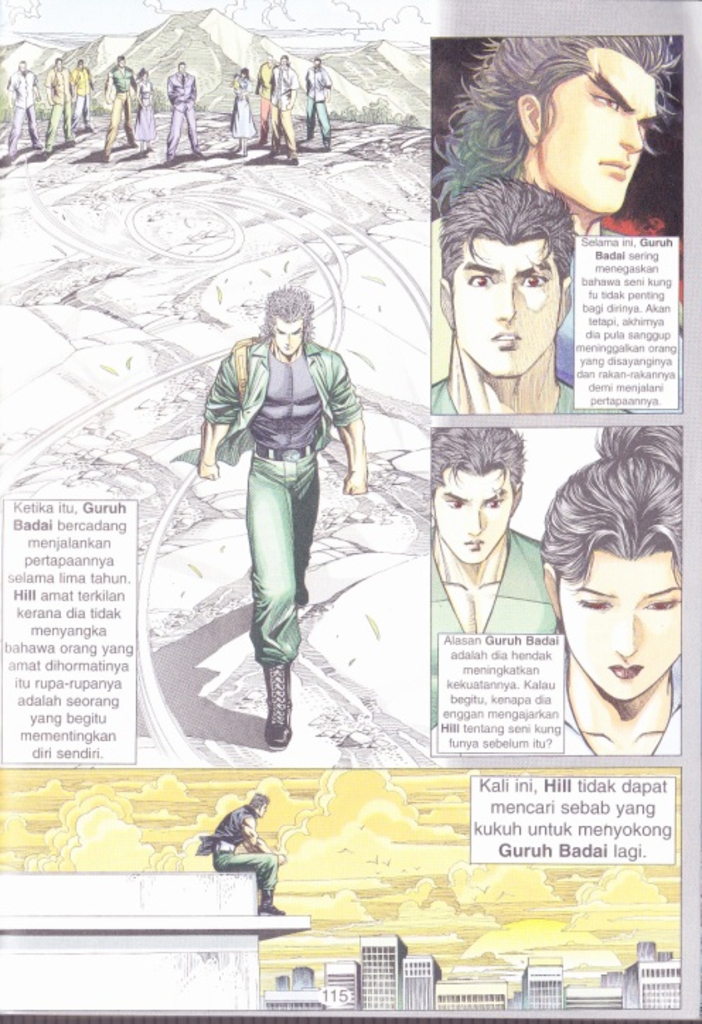 Selama ini, Guruh
Badai sering
menegaskan
bahawa seni kung
fu tidak penting
bagi dirinya. Akan
tetapi, akhirnya
dia pula sanggup
meninggalkan orang
yang disayanginya
dan rakan-rakannya
demi menjalani
pertapaannya.
Ketika itu, Guruh
Badai bercadang
menjalankan
pertapaannya
selama lima tahun.
Hill amat terkilan
kerana dia tidak
menyangka
bahawa orang yang
amat dihormatinya
itu rupa-rupanya
adalah seorang
yang begitu
mementingkan
diri sendiri.
Alasan Guruh Badai
adalah dia hendak
meningkatkan
kekuatannya. Kalau
begitu, kenapa dia
enggan mengajarkan
Hill tentang seni kung
funya sebelum itu?
Kali ini, Hill tidak dapat
mencari sebab yang
kukuh untuk menyokong
Guruh Badai lagi.
115